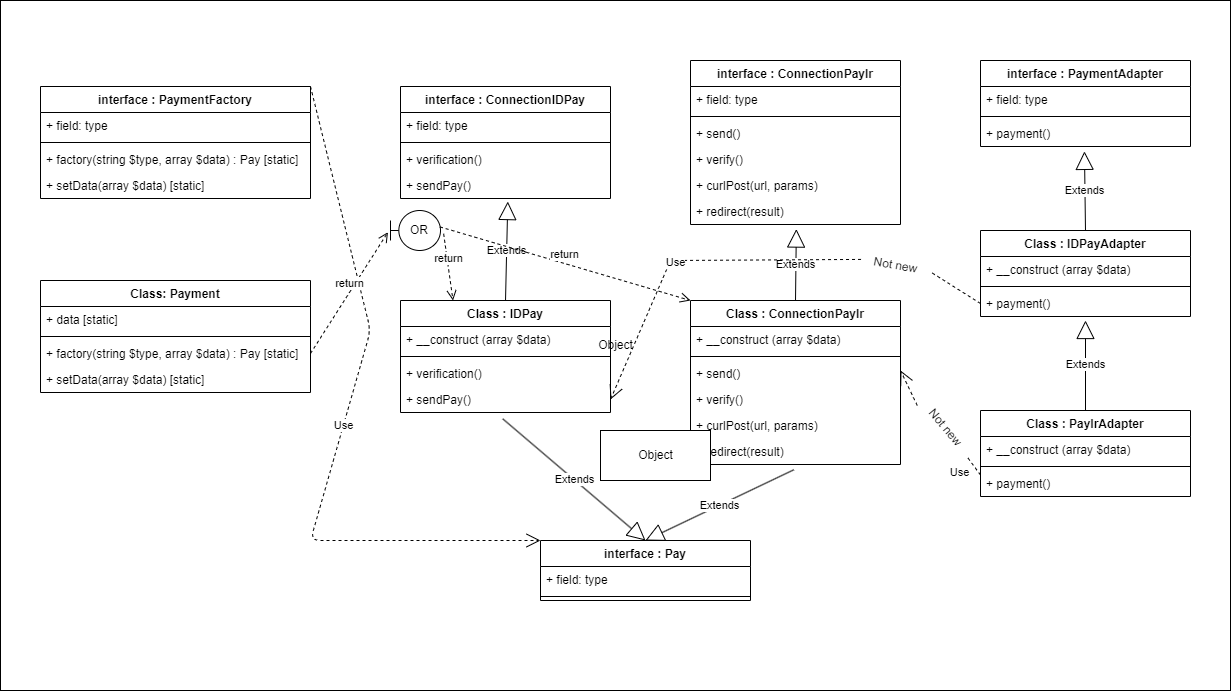 interface : PaymentFactory
+ field: type
+ factory(string $type, array $data) : Pay [static]
+ setData(array $data) [static]
interface : ConnectionIDPay
+ field: type
+ verification()
+ sendPay()
interface : ConnectionPayIr
+ field: type
+ send()
+ verify()
+ curlPost(url, params)
+ redirect(result)
interface : PaymentAdapter
+ field: type
+ payment()
OR
Extends
Extends
Extends
return
return
return
Use
Not new
Class: Payment
+ data [static]
+ factory(string $type, array $data) : Pay [static]
+ setData(array $data) [static]
Class : IDPay
+ __construct (array $data)
+ verification()
+ sendPay()
Object
Class : ConnectionPayIr
+ __construct (array $data)
+ send()
+ verify()
+ curlPost(url, params)
redirect(result)
Class : IDPayAdapter
+ __construct (array $data)
+ payment()
Extends
Use
Object
Not new
Use
Class : PayIrAdapter
+ __construct (array $data)
+ payment()
Extends
Extends
interface : Pay
+ field: type